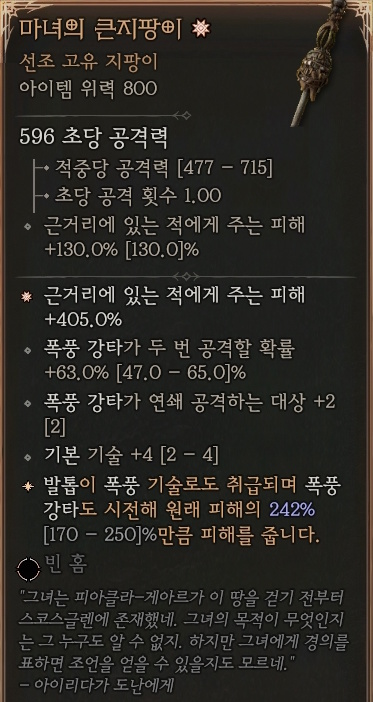 마녀의 큰지팡이
선조 고유 지팡이
아이템 위력 800
596 초당 공격력
적중당 공격력 [477 - 715]
초당 공격 횟수 1.00
근거리에 있는 적에게 주는 피해
+130.0% [130.0]%
근거리에 있는 적에게 주는 피해
+405.0%
폭풍 강타가 두 번 공격할 확률
+63.0% [47.0 - 65.0]%
폭풍 강타가 연쇄 공격하는 대상 +2
[2]
기본 기술 +4 [2 - 4]
발톱이 폭풍 기술로도 취급되며 폭풍
강타도 시전해 원래 피해의 242%
[170 - 250]%만큼 피해를 줍니다.
빈 홈
"그녀는 피아클라-게아르가 이 땅을 걷기 전부터
스코스글렌에 존재했네. 그녀의 목적이 무엇인지
는 그 누구도 알 수 없지. 하지만 그녀에게 경의를
표하면 조언을 얻을 수 있을지도 모르네."
- 아이리다가 도난에게